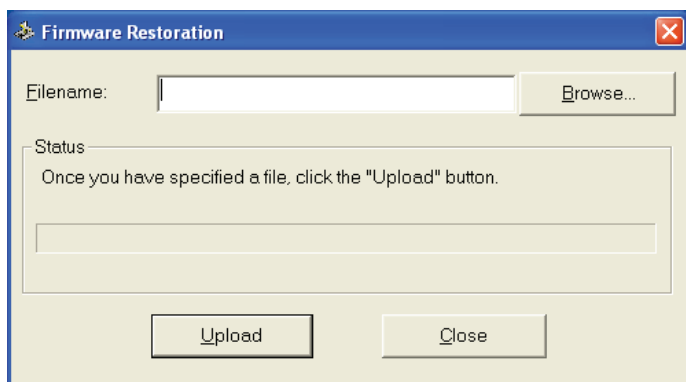 Firmware Restoration
Filename:
Browse...
Status
Once you have specified a file, click the "Upload" button.
Upload
Close